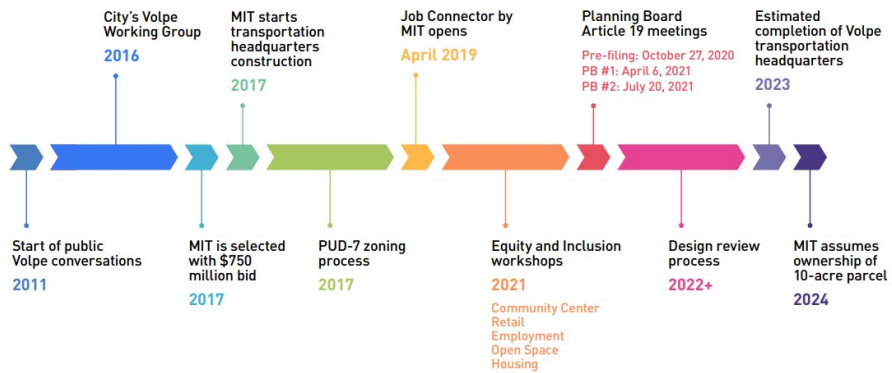 City's Volpe
Working Group
2016
MIT starts
transportation
headquarters
construction
2017
Job Connector by
MIT opens
April 2019
Planning Board
Article 19 meetings
Pre-filing: October 27, 2020
PB #1: April 6, 2021
PB #2: July 20, 2021
Estimated
completion of Volpe
transportation
headquarters
2023
Start of public
Volpe conversations
2011
MIT is selected
with $750
million bid
2017
PUD-7 zoning
process
2017
Equity and Inclusion
workshops
2021
Community Center
Retail
Employment
Open Space
Housing
Design review
process
2022+
MIT assumes
ownership of
10-acre parcel
2024